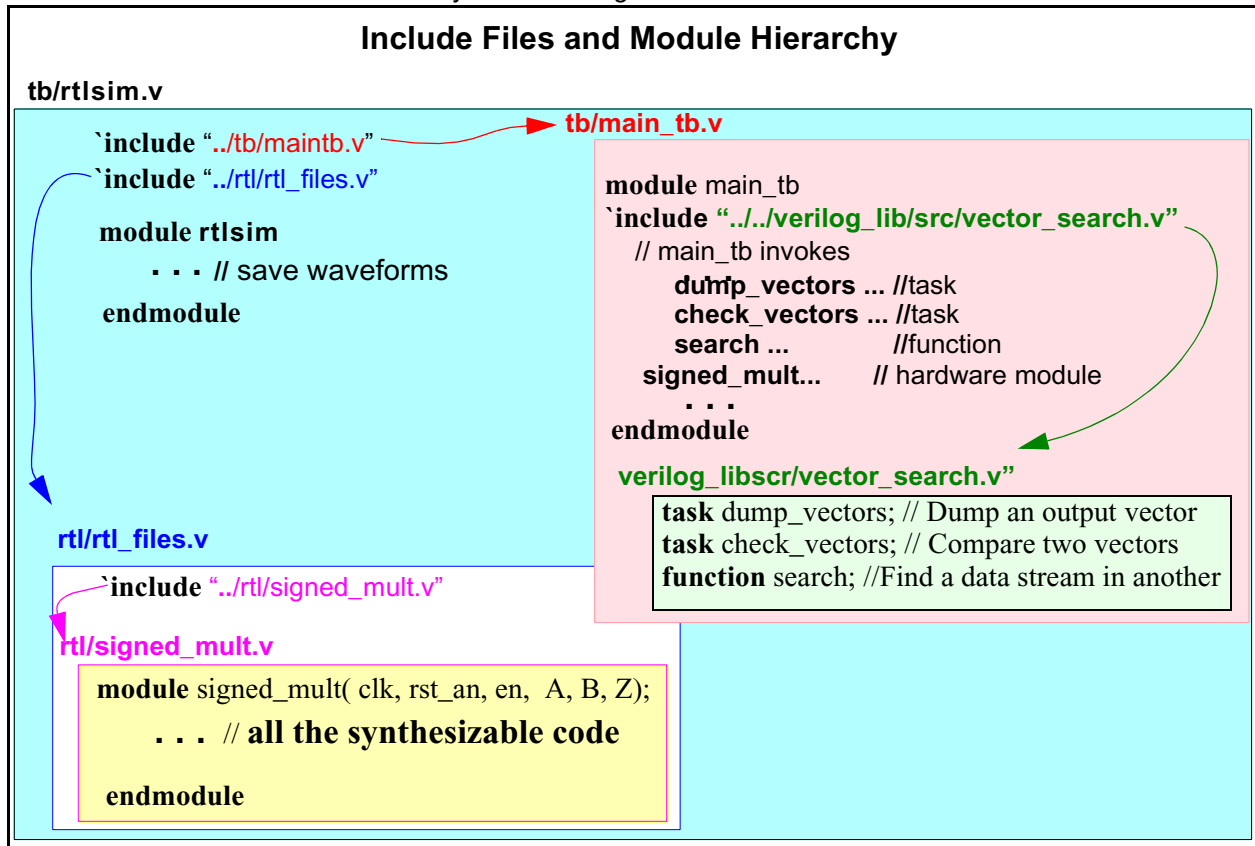 Include Files and Module Hierarchy
tb/rtlsim.v
`include “../tb/maintb.v”
`include “../rtl/rtl_files.v”
module rtlsim
. . . // save waveforms
endmodule
tb/main_tb.v
module main_tb
`include “../../verilog_lib/src/vector_search.v”
// main_tb invokes
dump_vectors ... //task
check_vectors ... //task
search ... //function
signed_mult... // hardware module
. . .
endmodule
verilog_libscr/vector_search.v”
task dump_vectors; // Dump an output vector
task check_vectors; // Compare two vectors
function search; //Find a data stream in another
rtl/rtl_files.v
`include “../rtl/signed_mult.v”
rtl/signed_mult.v
module signed_mult( clk, rst_an, en, A, B, Z);
. . . // all the synthesizable code
endmodule